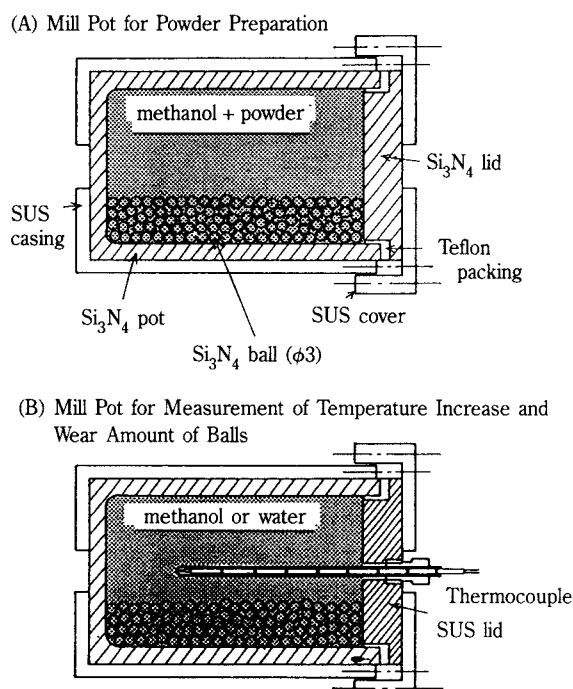 (A) Mill Pot for Powder Preparation
methanol + powder
Si₃N₄ lid
SUS
casing
Teflon
packing
Si₃N₄ pot
SUS cover
Si₃N₄ ball (ϕ3)
(B) Mill Pot for Measurement of Temperature Increase and
Wear Amount of Balls
methanol or water
Thermocouple
SUS lid